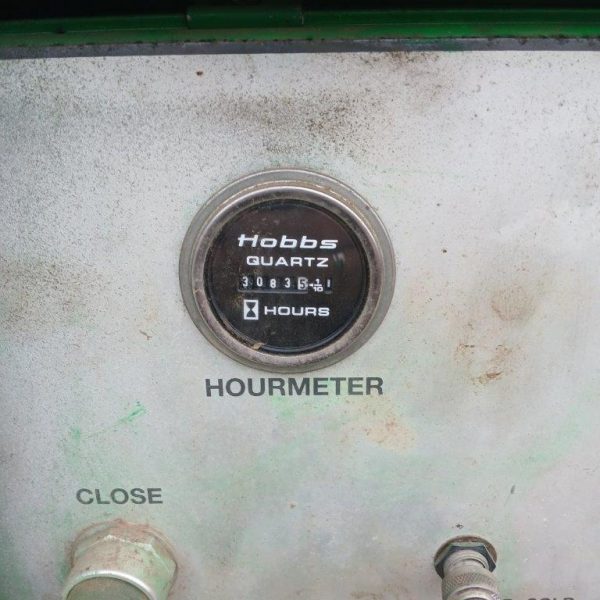 Hobbs
QUARTZ
30835 1/10
HOURS
HOURMETER
CLOSE